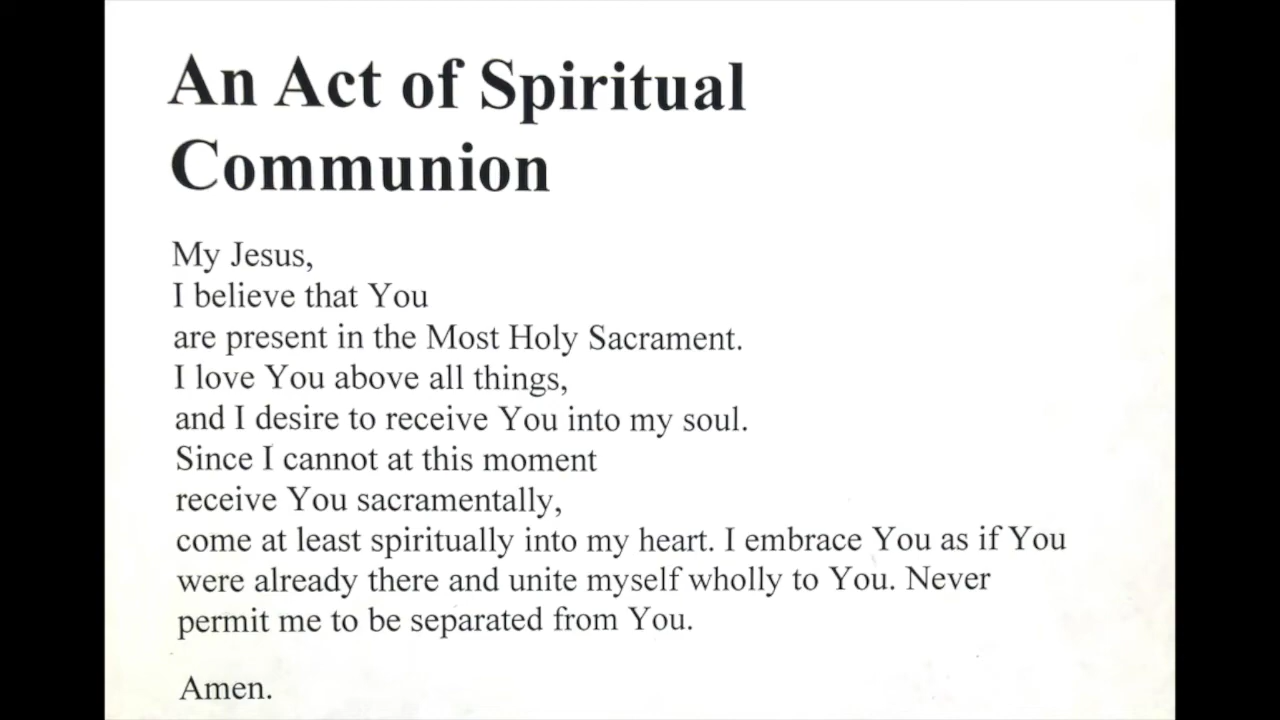 An Act of Spiritual
Communion
My Jesus,
I believe that You
are present in the Most Holy Sacrament.
I love You above all things,
and I desire to receive You into my soul.
Since I cannot at this moment
receive You sacramentally,
come at least spiritually into my heart. I embrace You as if You
were already there and unite myself wholly to You. Never
permit me to be separated from You.
Amen.